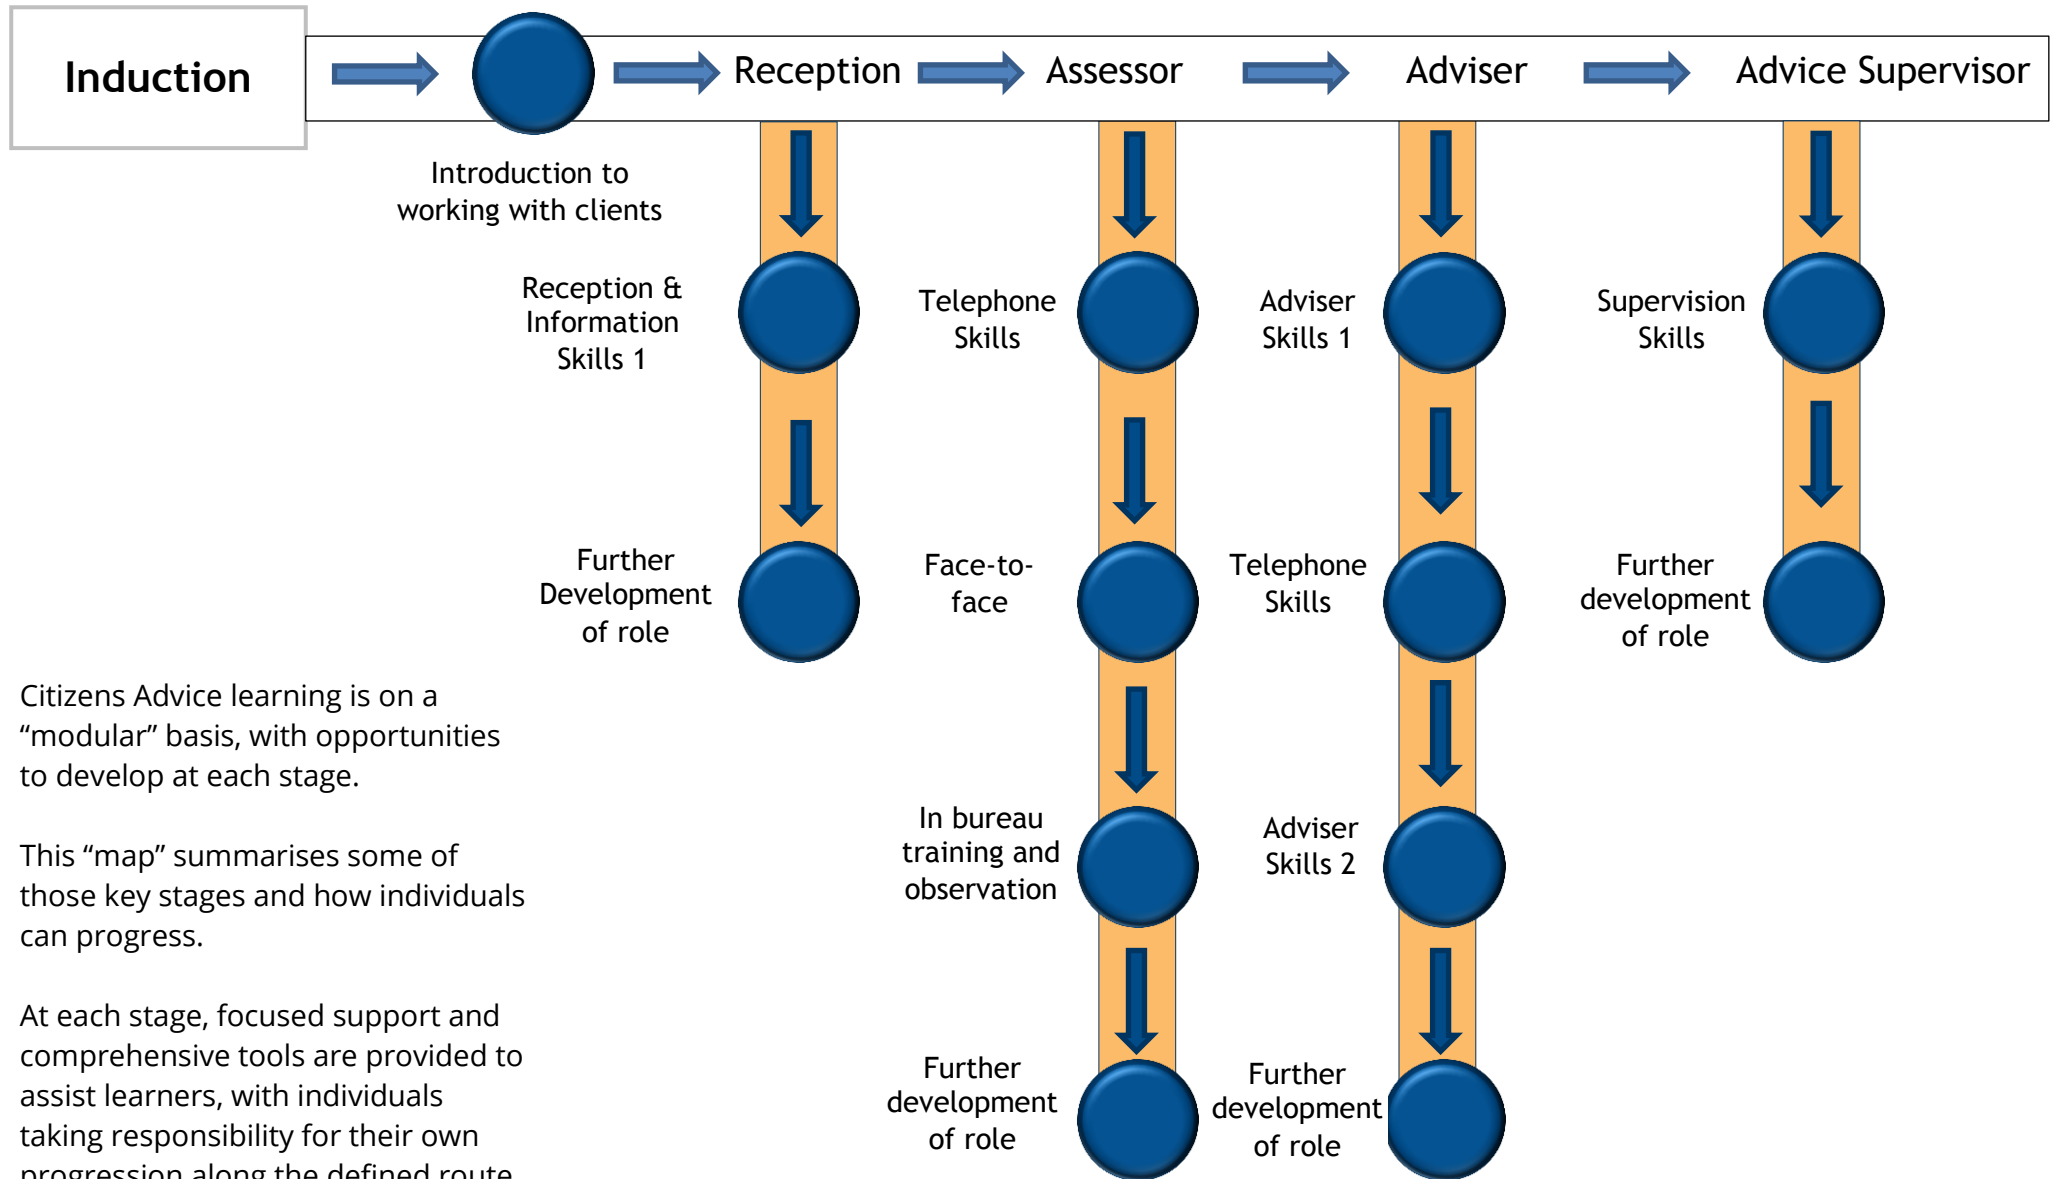 Induction
Reception
Assessor
Adviser
Advice Supervisor
Introduction to
working with clients
Reception &
Information
Skills 1
Further
Development
of role
Telephone
Skills
Face-to-
face
In bureau
training and
observation
Further
development
of role
Adviser
Skills 1
Telephone
Skills
Adviser
Skills 2
Further
development
of role
Supervision
Skills
Further
development
of role
Citizens Advice learning is on a
“modular” basis, with opportunities
to develop at each stage.
This “map” summarises some of
those key stages and how individuals
can progress.
At each stage, focused support and
comprehensive tools are provided to
assist learners, with individuals
taking responsibility for their own
progression along the defined route